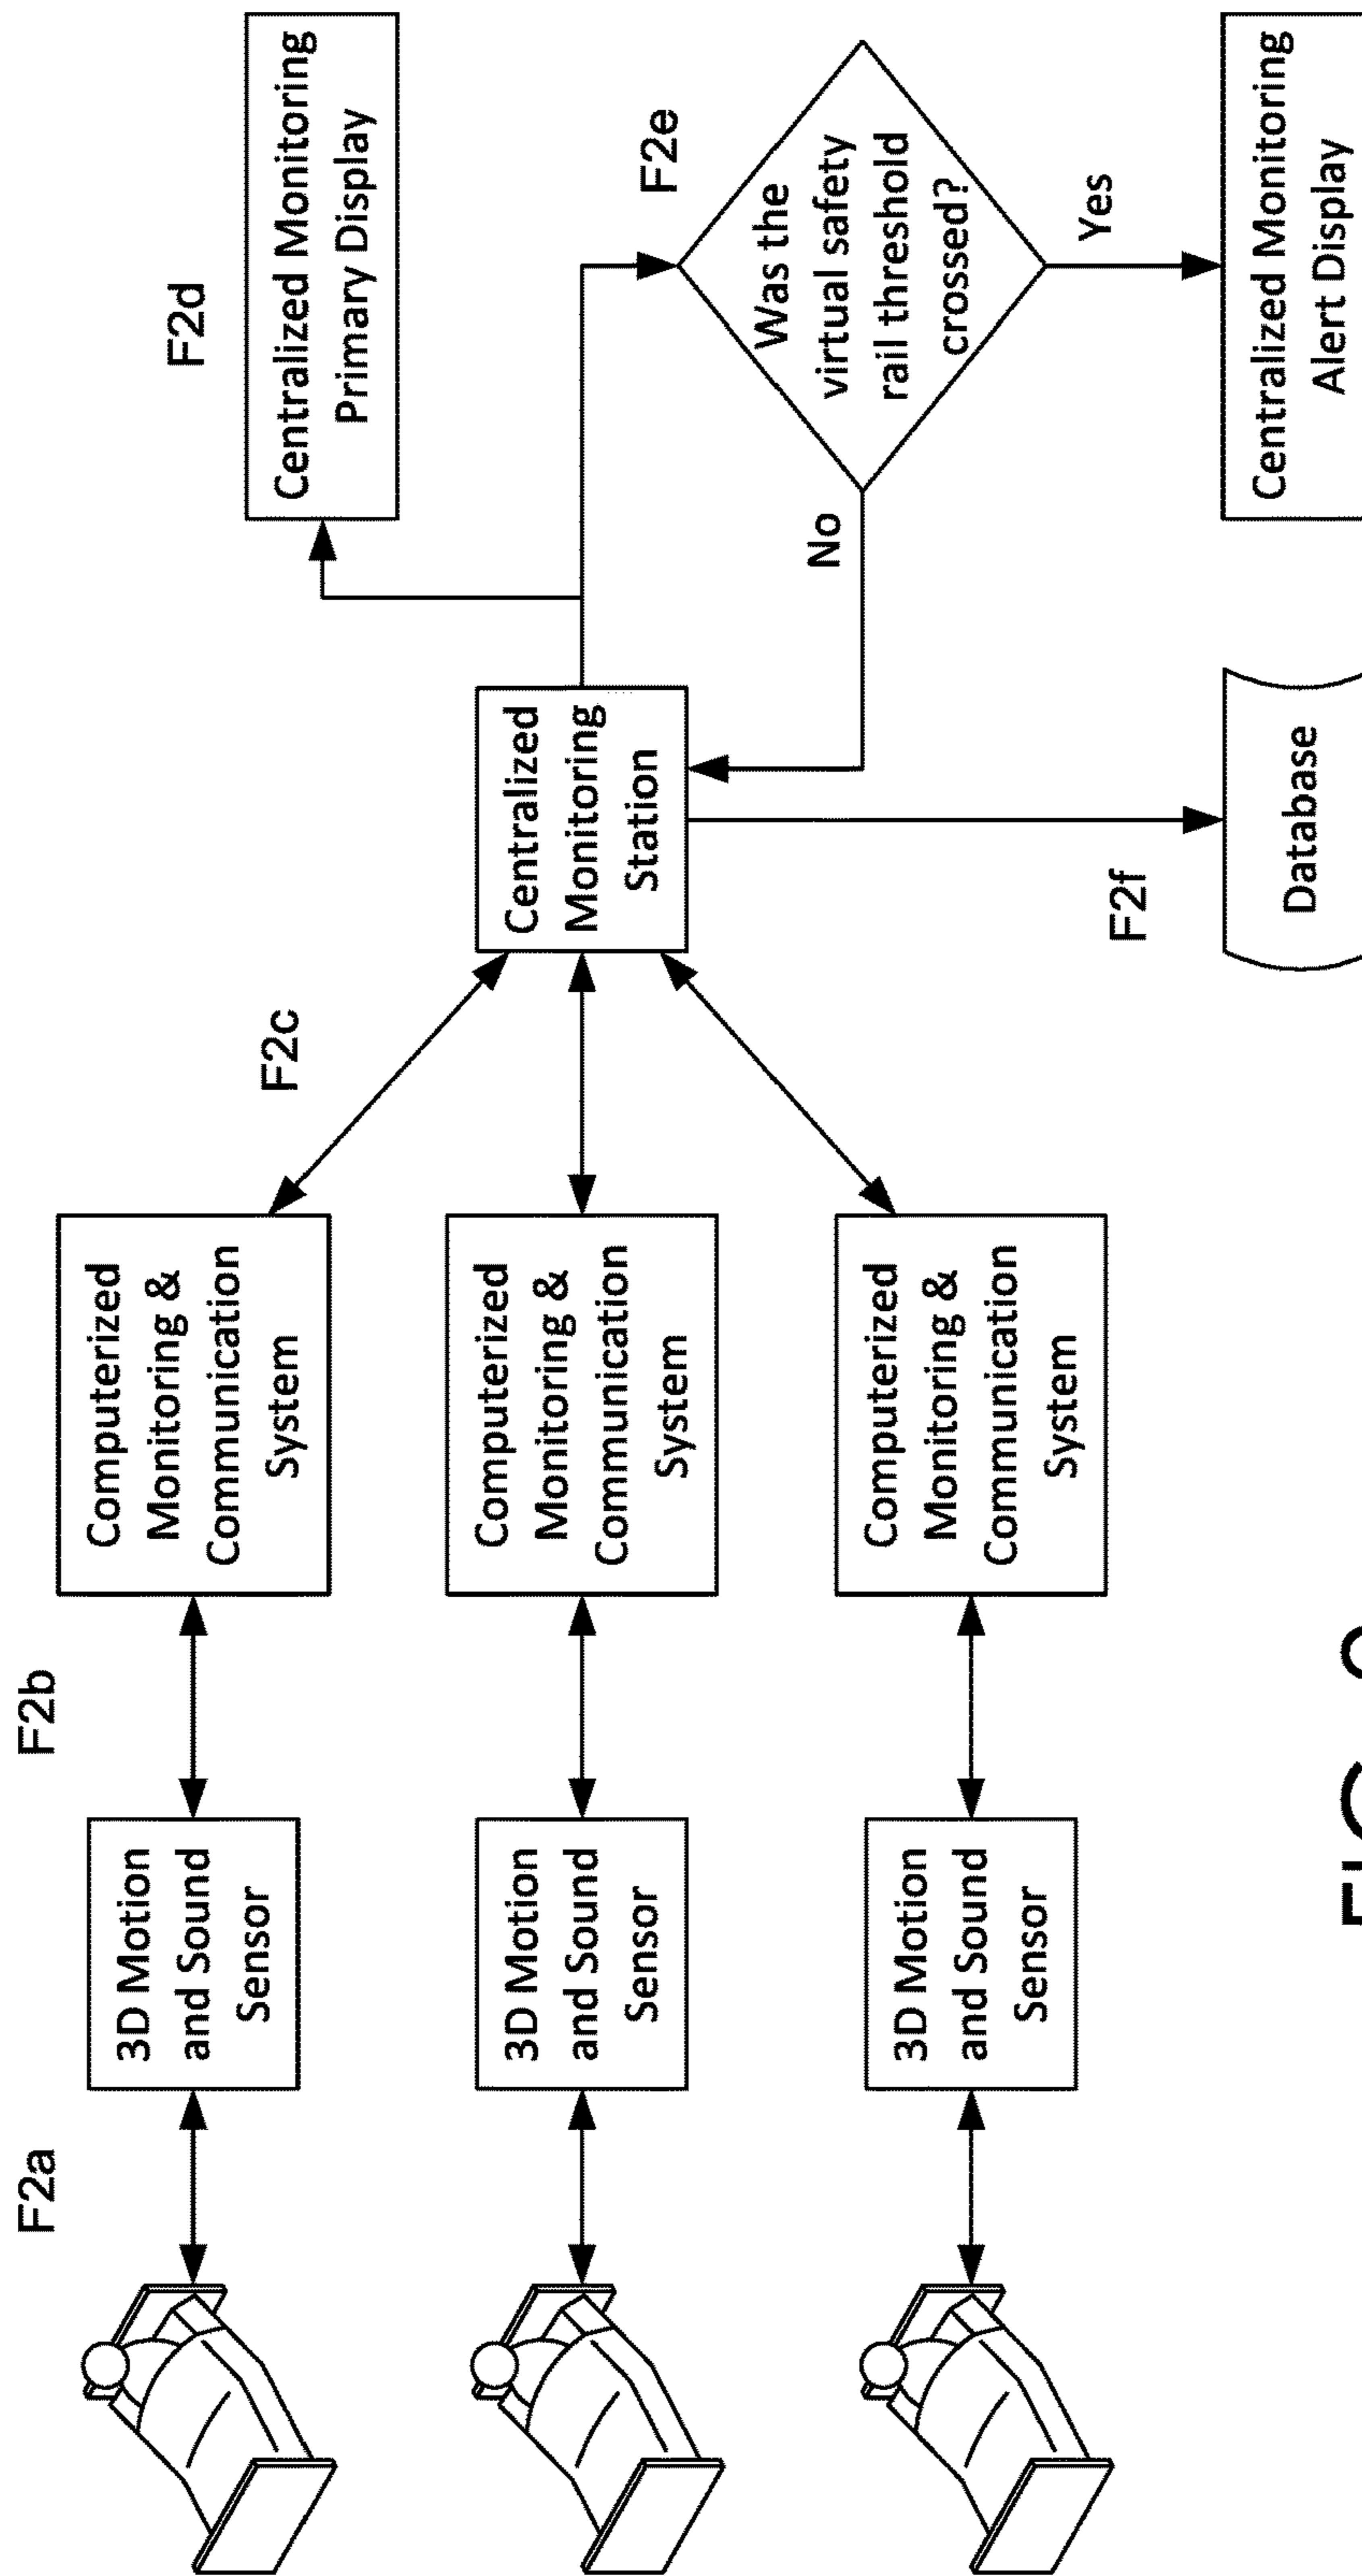 F2a
F2b
F2c
F2d
3D Motion
and Sound
Sensor
Computerized
Monitoring &
Communication
System
Centralized Monitoring
Primary Display
3D Motion
and Sound
Sensor
Computerized
Monitoring &
Communication
System
Centralized
Monitoring
Station
F2e
Was the
virtual safety
rail threshold
crossed?
No
Yes
3D Motion
and Sound
Sensor
Computerized
Monitoring &
Communication
System
F2f
Database
Centralized Monitoring
Alert Display